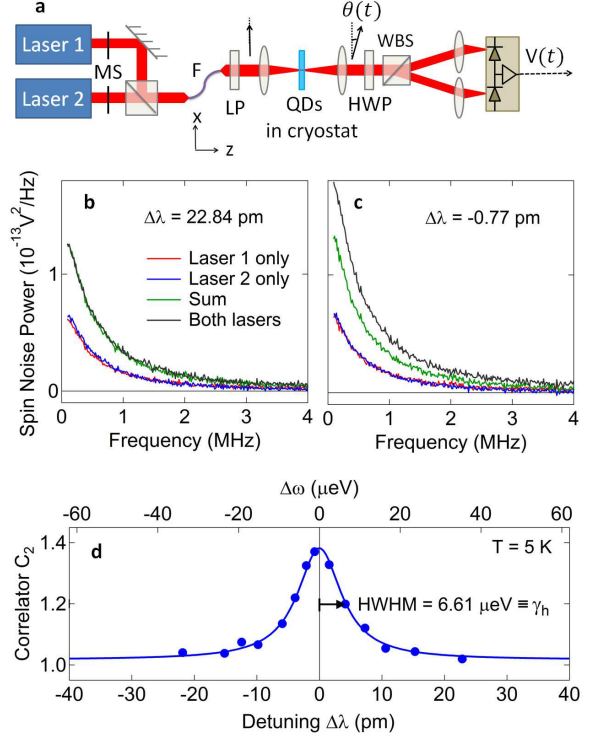 a
θ(t)
Laser 1
WBS
V(t)
MS
F
Laser 2
LP
QDs
HWP
x
in cryostat
z
b
Δλ = 22.84 pm
c
Δλ = -0.77 pm
Spin Noise Power (10⁻¹³V²/Hz)
1
0
Laser 1 only
Laser 2 only
Sum
Both lasers
0 1 2 3 4
0 1 2 3 4
Frequency (MHz)
Frequency (MHz)
Δω (μeV)
-60 -40 -20 0 20 40 60
d
T = 5 K
Correlator C₂
1.4
1.2
1.0
HWHM = 6.61 μeV ≡ γₕ
-40 -30 -20 -10 0 10 20 30 40
Detuning Δλ (pm)